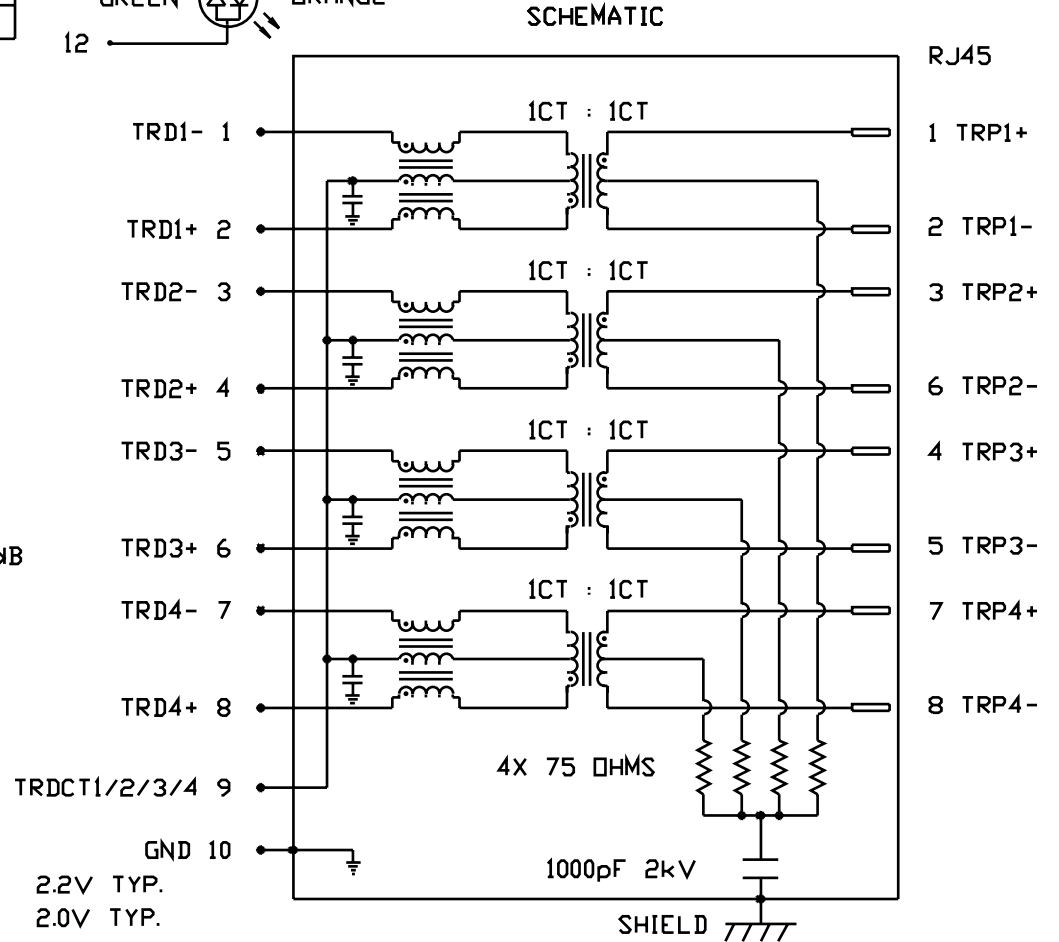 GREEN ORANGE
12
SCHEMATIC
RJ45
1CT : 1CT
TRD1- 1
1 TRP1+
TRD1+ 2
2 TRP1-
1CT : 1CT
TRD2- 3
3 TRP2+
TRD2+ 4
6 TRP2-
1CT : 1CT
TRD3- 5
4 TRP3+
TRD3+ 6
5 TRP3-
dB
1CT : 1CT
TRD4- 7
7 TRP4+
TRD4+ 8
8 TRP4-
4X 75 OHMS
TRDCT1/2/3/4 9
GND 10
1000pF 2kV
2.2V TYP.
2.0V TYP.
SHIELD